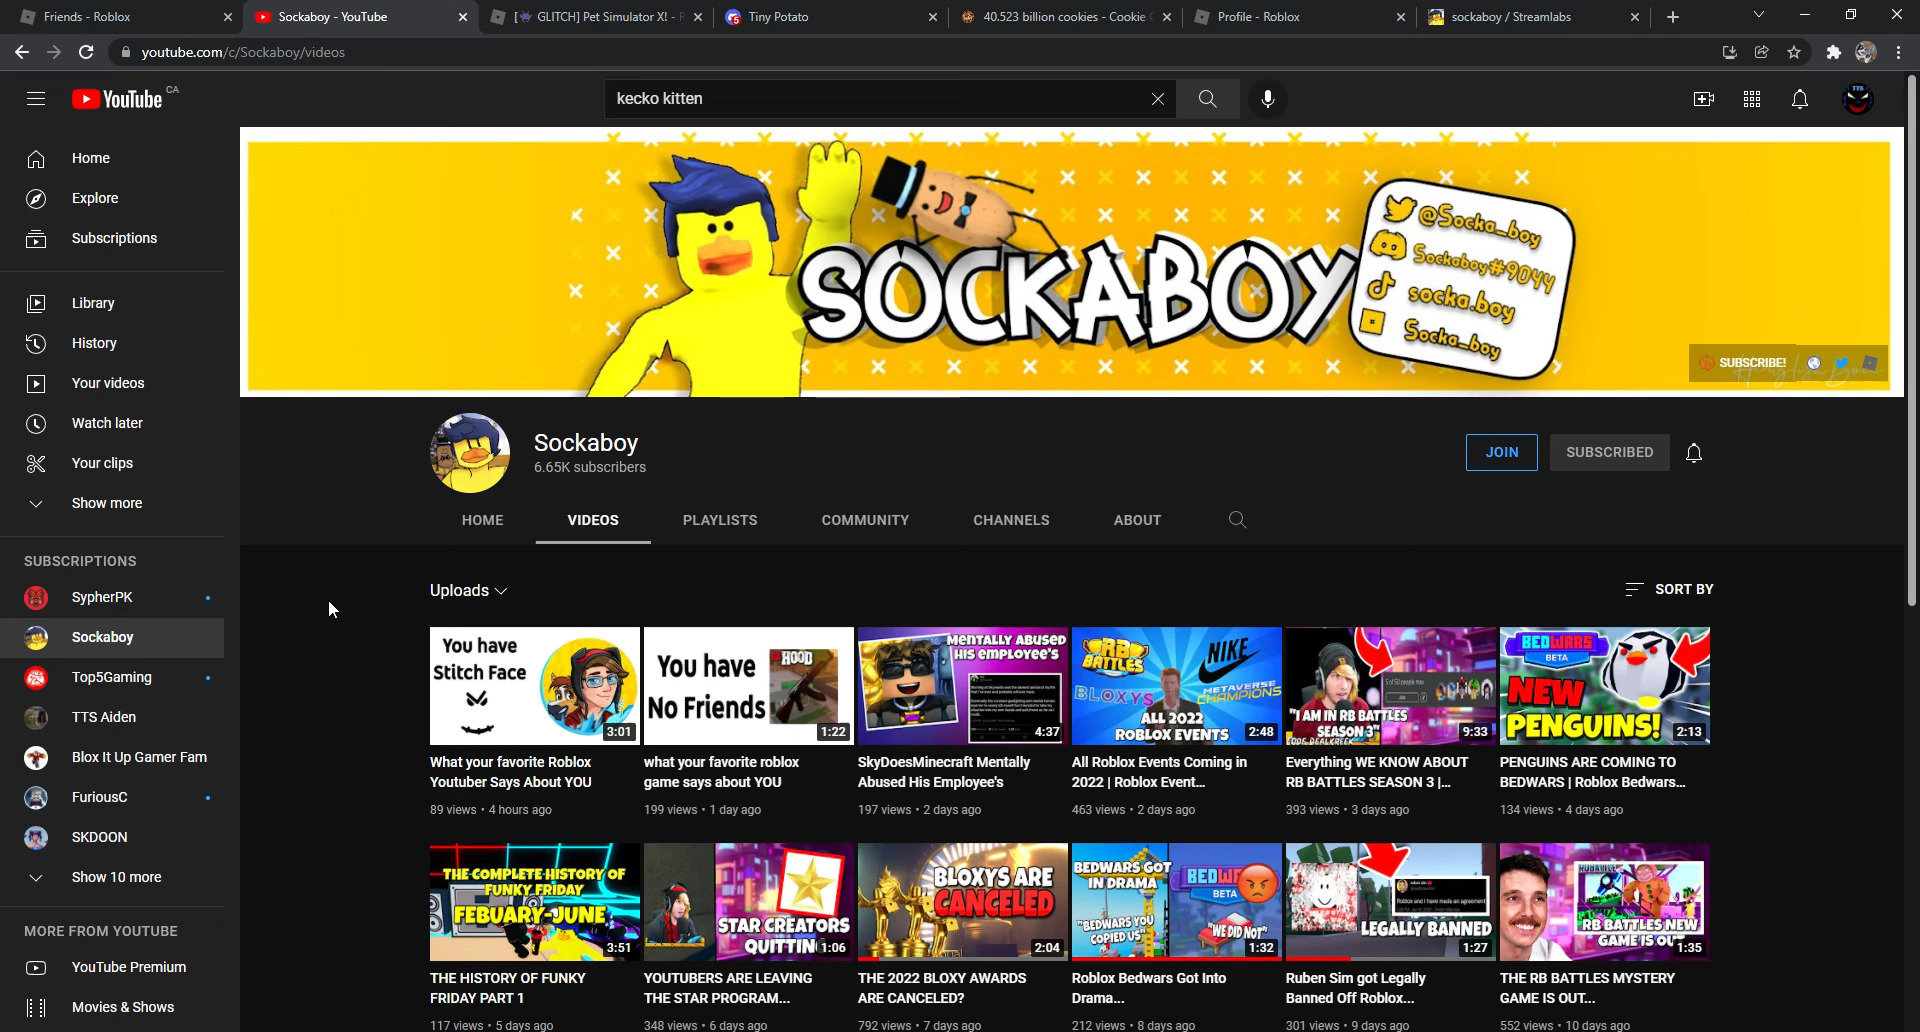 Friends - Roblox
Sockaboy - YouTube
[👾 GLITCH] Pet Simulator X! - R
Tiny Potato
40.523 billion cookies - Cookie C
Profile - Roblox
sockaboy / Streamlabs
youtube.com/c/Sockaboy/videos
YouTube CA
kecko kitten
Home
Explore
Subscriptions
Library
History
Your videos
Watch later
Your clips
Show more
SUBSCRIPTIONS
SypherPK
Sockaboy
Top5Gaming
TTS Aiden
Blox It Up Gamer Fam
FuriousC
SKDOON
Show 10 more
MORE FROM YOUTUBE
YouTube Premium
Movies & Shows
SOCKABOY
@Socka_boy
Sockaboy#9044
socka.boy
Socka_boy
SUBSCRIBE!
Sockaboy
6.65K subscribers
JOIN
SUBSCRIBED
HOME
VIDEOS
PLAYLISTS
COMMUNITY
CHANNELS
ABOUT
Uploads
SORT BY
You have
Stitch Face
3:01
What your favorite Roblox
Youtuber Says About YOU
89 views • 4 hours ago
You have
No Friends
HOOD
1:22
what your favorite roblox
game says about YOU
199 views • 1 day ago
MENTALLY ABUSED
HIS EMPLOYEE'S
4:37
SkyDoesMinecraft Mentally
Abused His Employee's
197 views • 2 days ago
RB
BATTLES
NIKE
BLOXYS
METAVERSE
CHAMPIONS
ALL 2022
ROBLOX EVENTS
2:48
All Roblox Events Coming in
2022 | Roblox Event...
463 views • 2 days ago
"I AM IN RB BATTLES
SEASON 3"
9:33
Everything WE KNOW ABOUT
RB BATTLES SEASON 3 |...
393 views • 3 days ago
BEDWARS
BETA
NEW
PENGUINS!
2:13
PENGUINS ARE COMING TO
BEDWARS | Roblox Bedwars...
134 views • 4 days ago
THE COMPLETE HISTORY OF
FUNKY FRIDAY
FEBUARY-JUNE
3:51
THE HISTORY OF FUNKY
FRIDAY PART 1
117 views • 5 days ago
STAR CREATORS
QUITTIN
1:06
YOUTUBERS ARE LEAVING
THE STAR PROGRAM...
348 views • 6 days ago
BLOXYS ARE
CANCELED
2:04
THE 2022 BLOXY AWARDS
ARE CANCELED?
792 views • 7 days ago
BEDWARS GOT
IN DRAMA
BEDW
BETA
"BEDWARS YOU
COPIED US"
"WE DID NOT"
1:32
Roblox Bedwars Got Into
Drama...
212 views • 8 days ago
Roblox and I have made an agreement
LEGALLY BANNED
1:27
Ruben Sim got Legally
Banned Off Roblox...
301 views • 9 days ago
RB BATTLES NEW
GAME IS OUT
1:35
THE RB BATTLES MYSTERY
GAME IS OUT...
552 views • 10 days ago